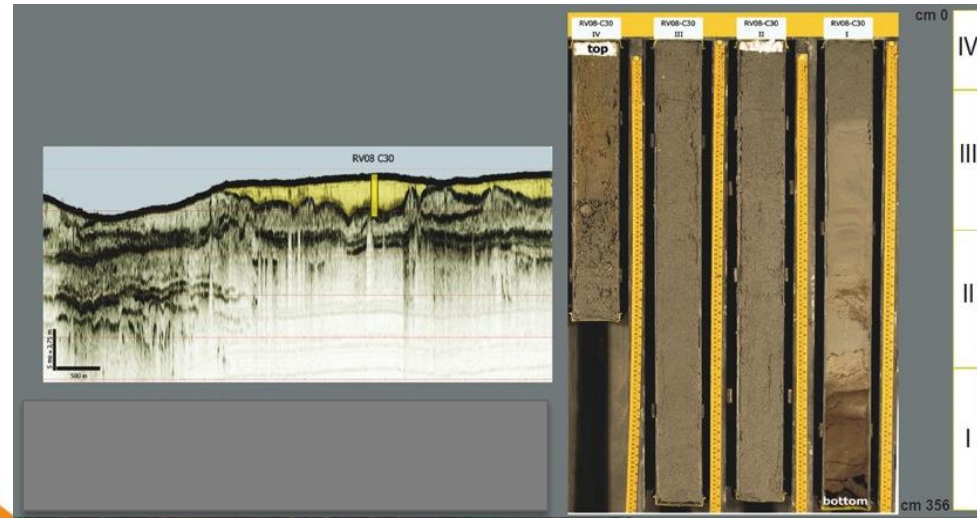 RV08 C30
5 ms = 3,75 m
500 m
RV08-C30
IV
top
RV08-C30
III
RV08-C30
II
RV08-C30
I
bottom
cm 0
IV
III
II
I
cm 356